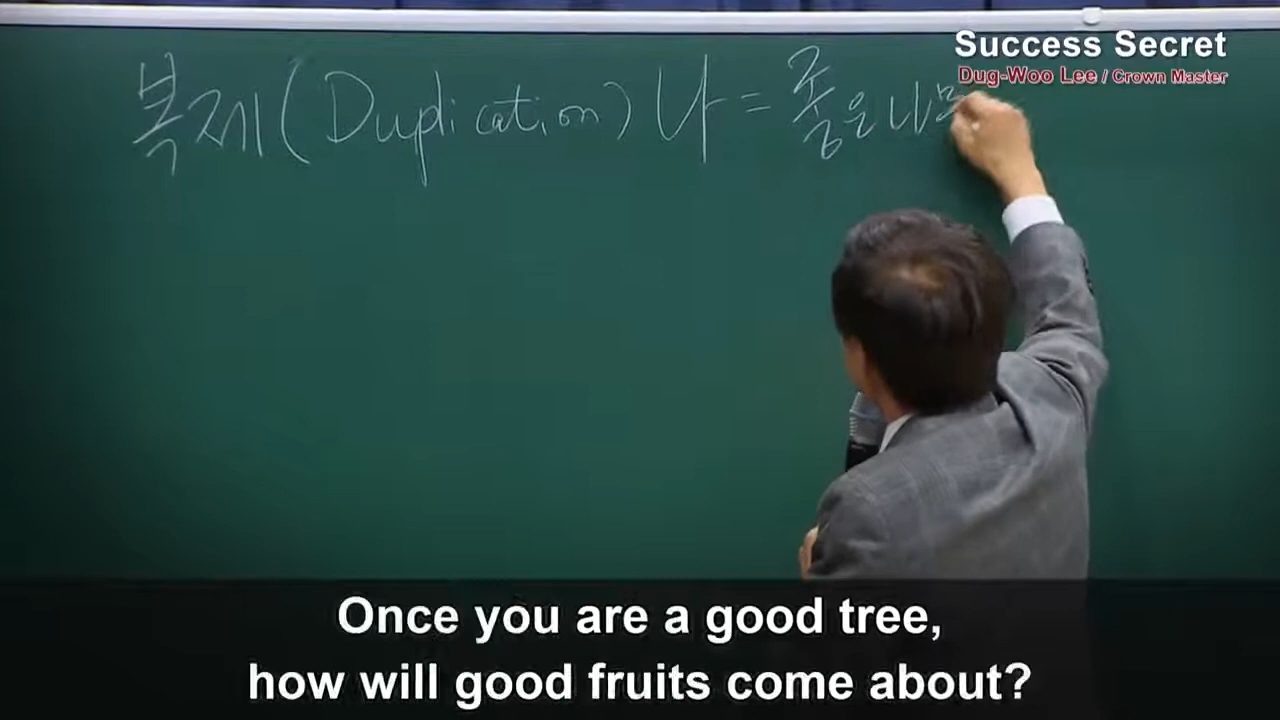 Success Secret
Dug-Woo Lee / Crown Master
복제(Duplication) 나 = 좋은나무
Once you are a good tree,
how will good fruits come about?